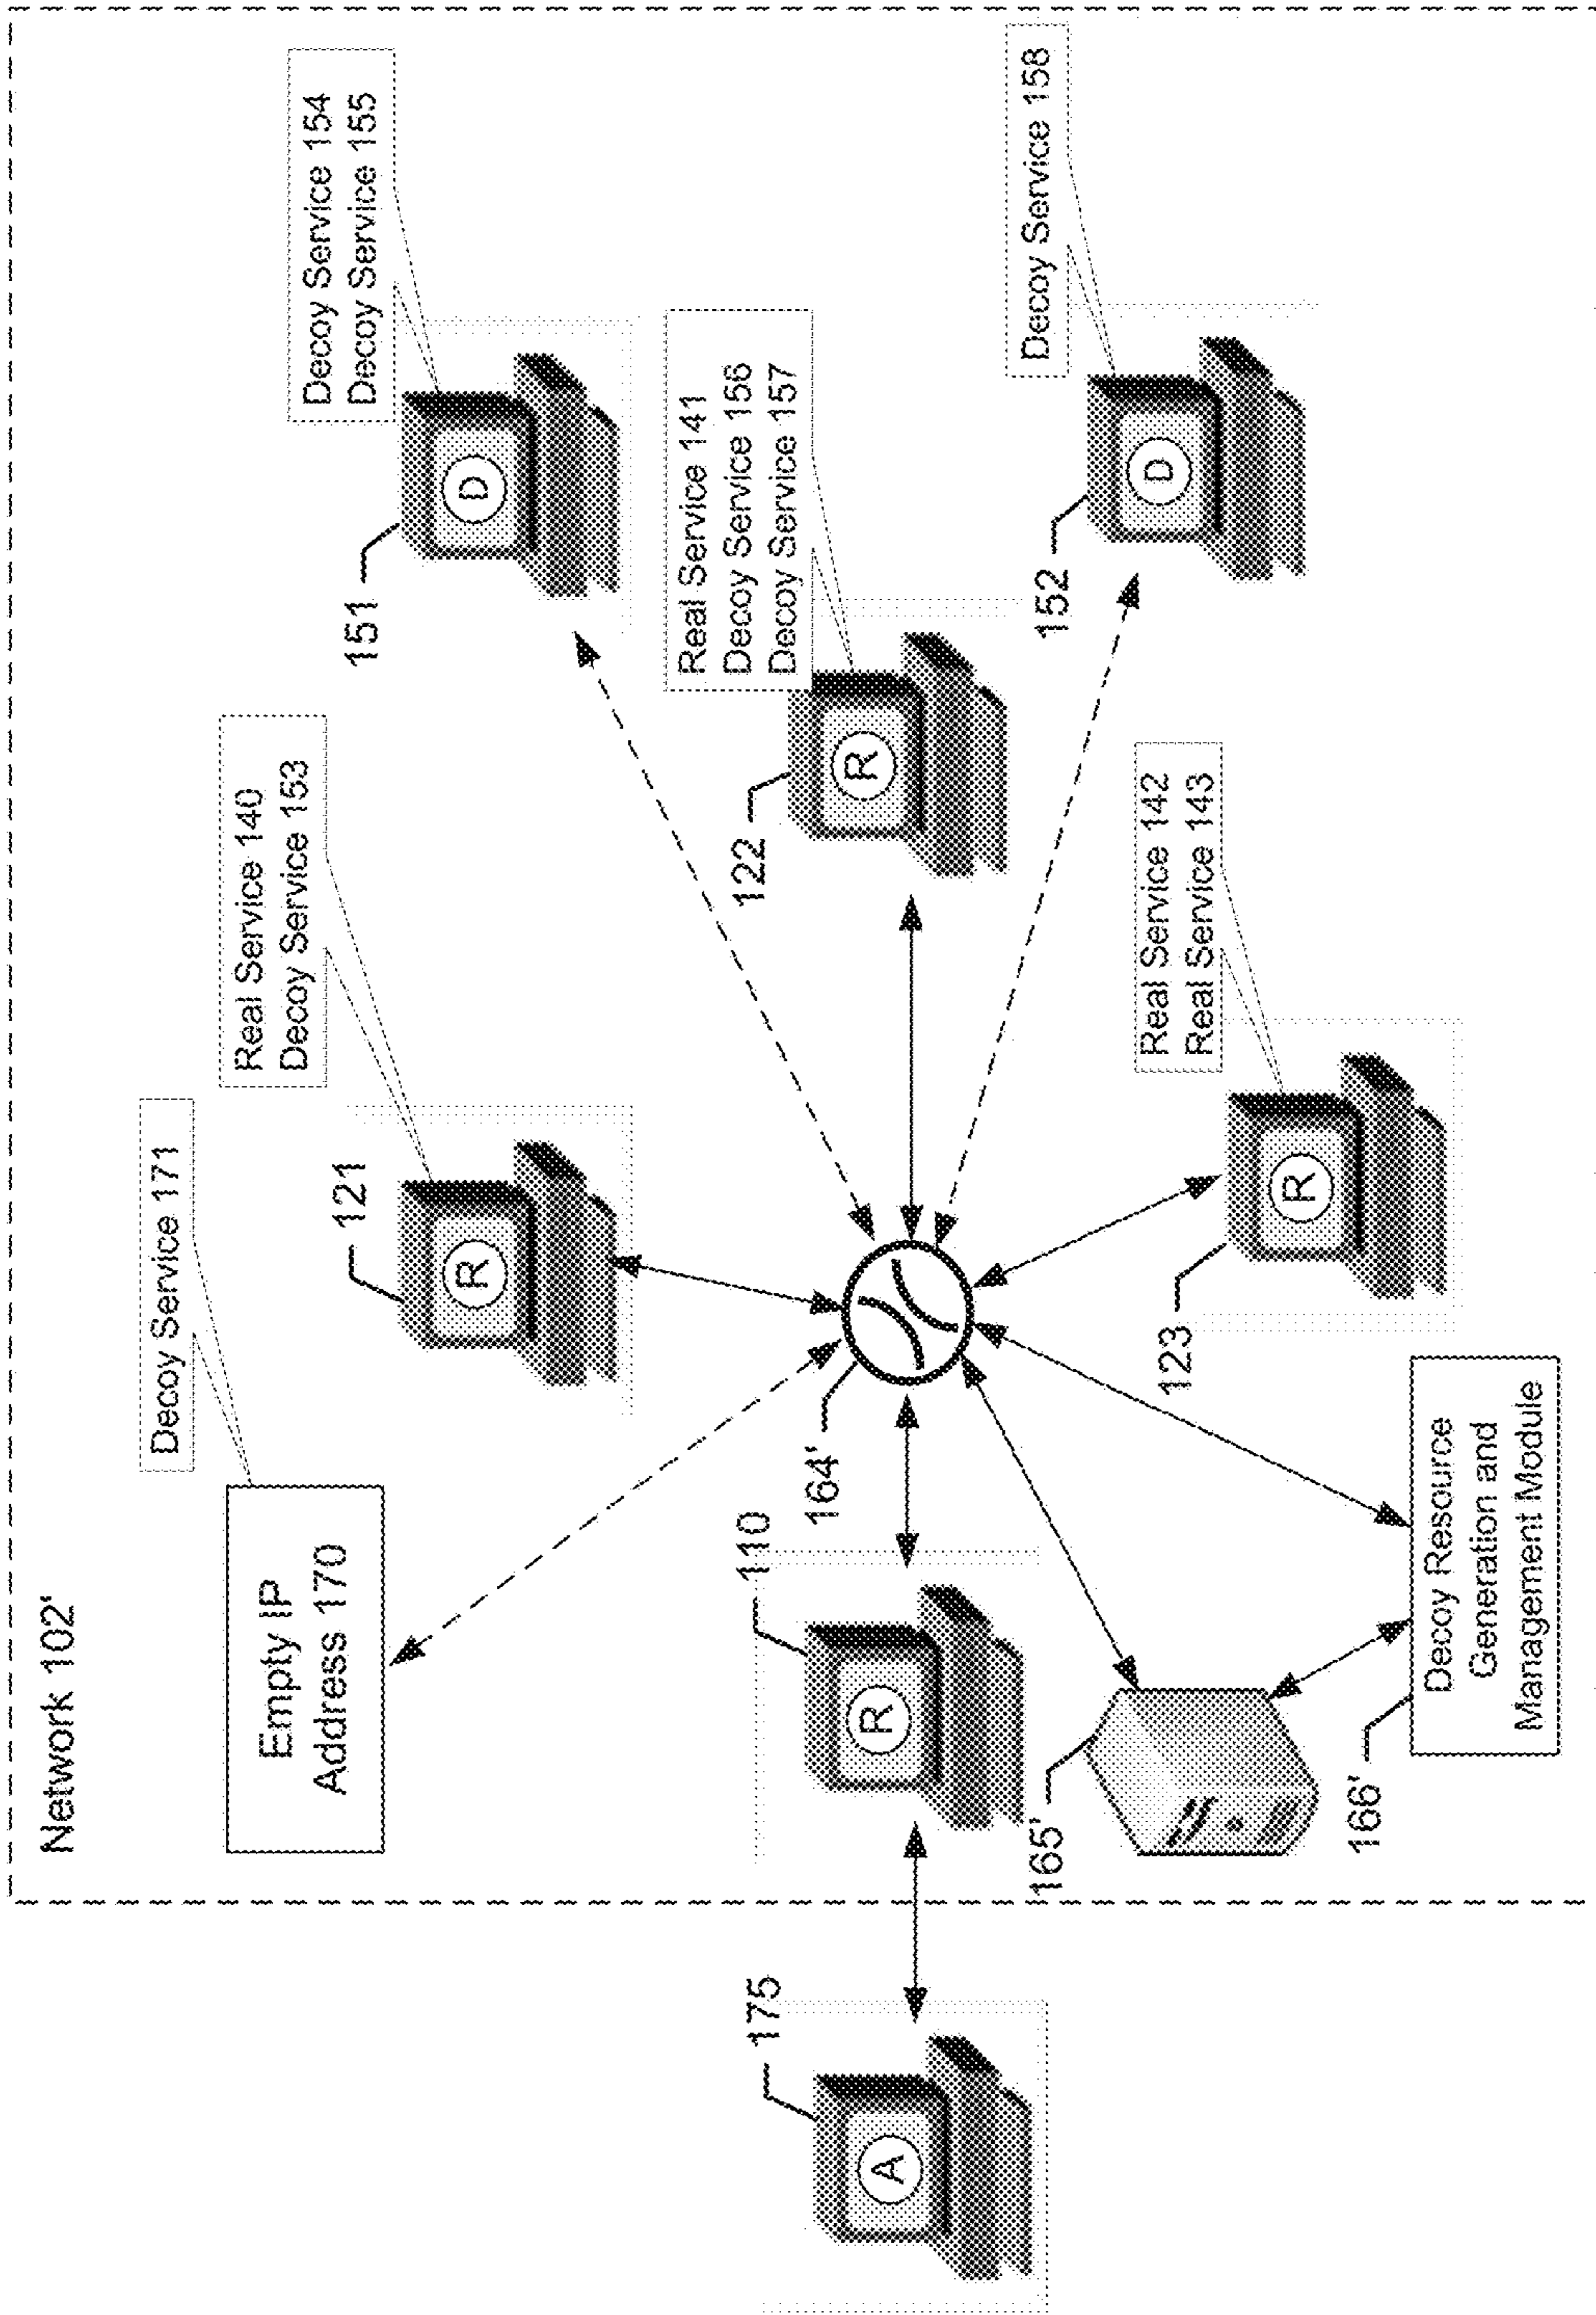 Network 102'
Empty IP
Address 170
Decoy Service 171
121
R
Real Service 140
Decoy Service 153
151
D
Decoy Service 154
Decoy Service 155
175
A
110
R
164'
122
R
Real Service 141
Decoy Service 156
Decoy Service 157
165'
166'
Decoy Resource
Generation and
Management Module
123
R
Real Service 142
Real Service 143
152
D
Decoy Service 158